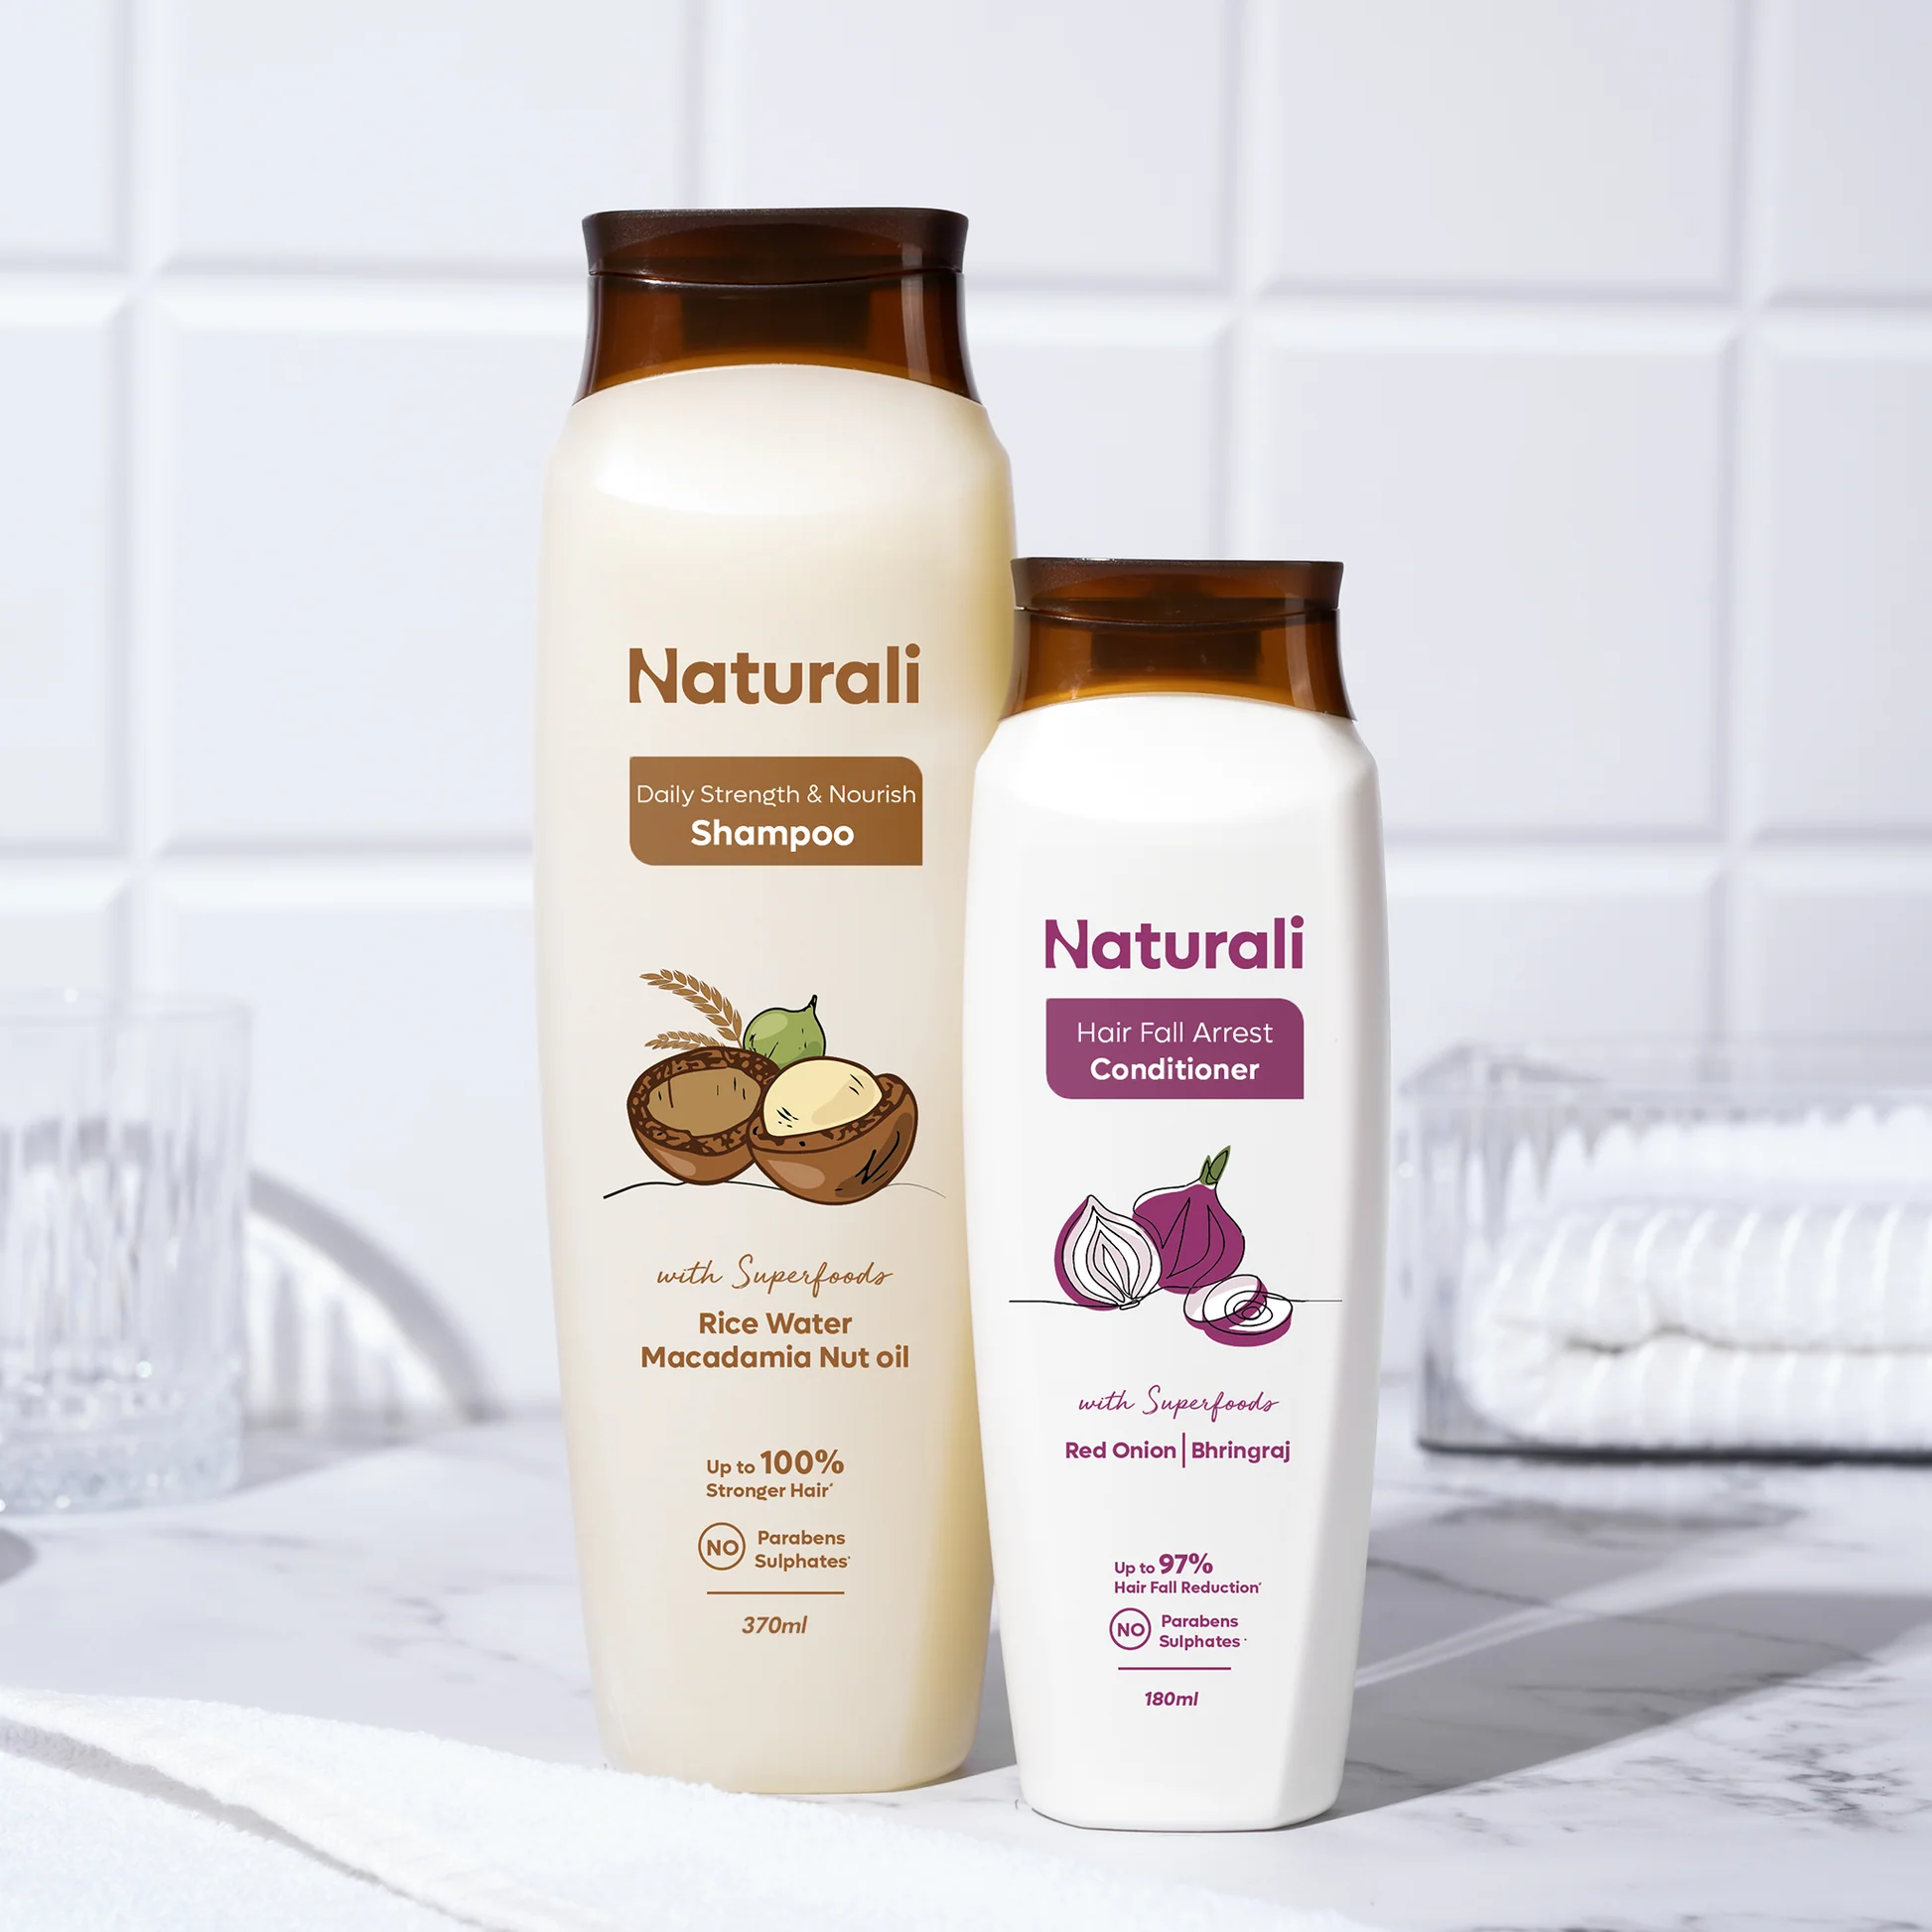 Naturali
Daily Strength & Nourish
Shampoo
with Superfoods
Rice Water
Macadamia Nut oil
Up to 100%
Stronger Hair*
NO
Parabens
Sulphates*
370ml
Naturali
Hair Fall Arrest
Conditioner
with Superfoods
Red Onion | Bhringraj
Up to 97%
Hair Fall Reduction*
NO
Parabens
Sulphates*
180ml